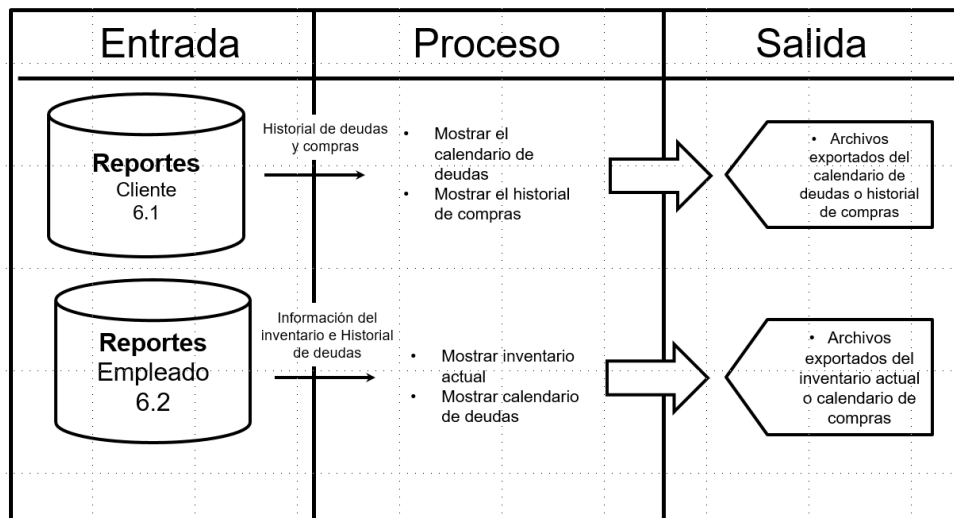 Entrada
Proceso
Salida
Reportes
Cliente
6.1
Historial de deudas
y compras
• Mostrar el
calendario de
deudas
• Mostrar el historial
de compras
• Archivos
exportados del
calendario de
deudas o historial
de compras
Reportes
Empleado
6.2
Información del
inventario e Historial
de deudas
• Mostrar inventario
actual
• Mostrar calendario
de deudas
• Archivos
exportados del
inventario actual
o calendario de
compras